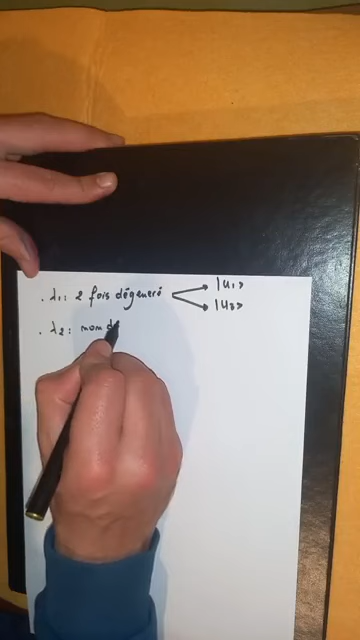 |u₁>
. λ₁: 2 fois dégeneré
|u₂>
. λ₂: non dé